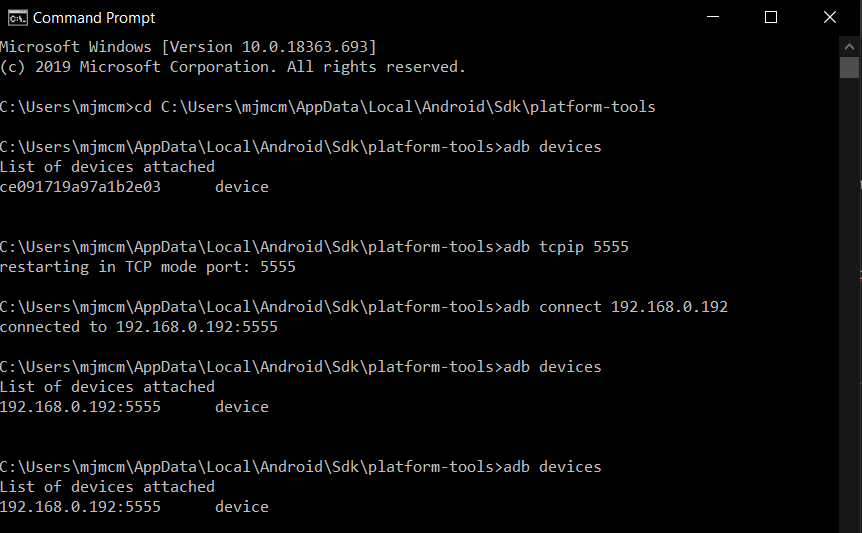 Command Prompt
Microsoft Windows [Version 10.0.18363.693]
(c) 2019 Microsoft Corporation. All rights reserved.
C:\Users\mjmcm>cd C:\Users\mjmcm\AppData\Local\Android\Sdk\platform-tools
C:\Users\mjmcm\AppData\Local\Android\Sdk\platform-tools>adb devices
List of devices attached
ce091719a97a1b2e03      device
C:\Users\mjmcm\AppData\Local\Android\Sdk\platform-tools>adb tcpip 5555
restarting in TCP mode port: 5555
C:\Users\mjmcm\AppData\Local\Android\Sdk\platform-tools>adb connect 192.168.0.192
connected to 192.168.0.192:5555
C:\Users\mjmcm\AppData\Local\Android\Sdk\platform-tools>adb devices
List of devices attached
192.168.0.192:5555      device
C:\Users\mjmcm\AppData\Local\Android\Sdk\platform-tools>adb devices
List of devices attached
192.168.0.192:5555      device